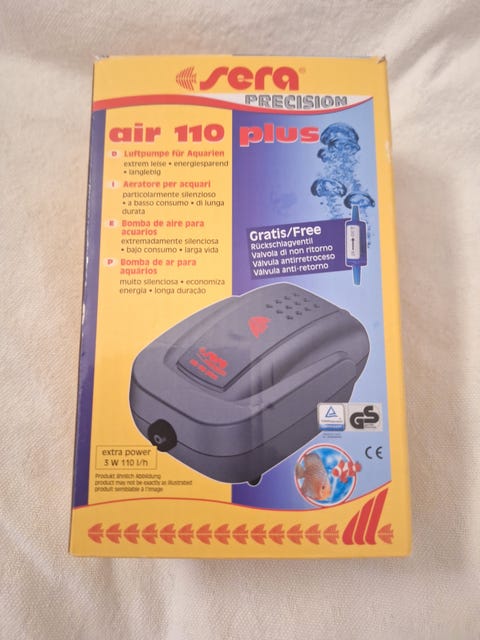 sera®
PRECISION
air 110 plus
D Luftpumpe für Aquarien
extrem leise • energiesparend
• langlebig
I Aeratore per acquari
particolarmente silenzioso
• a basso consumo • di lunga
durata
E Bomba de aire para
acuarios
extremadamente silenciosa
• bajo consumo • larga vida
P Bomba de ar para
aquários
muito silenciosa • economiza
energia • longa duração
Gratis/Free
Rückschlagventil
Valvola di non ritorno
Válvula antirretroceso
Válvula anti-retorno
sera
extra power
3 W 110 l/h
Produkt ähnlich Abbildung
product may not be exactly as illustrated
produit semblable à l'image
GS
CE